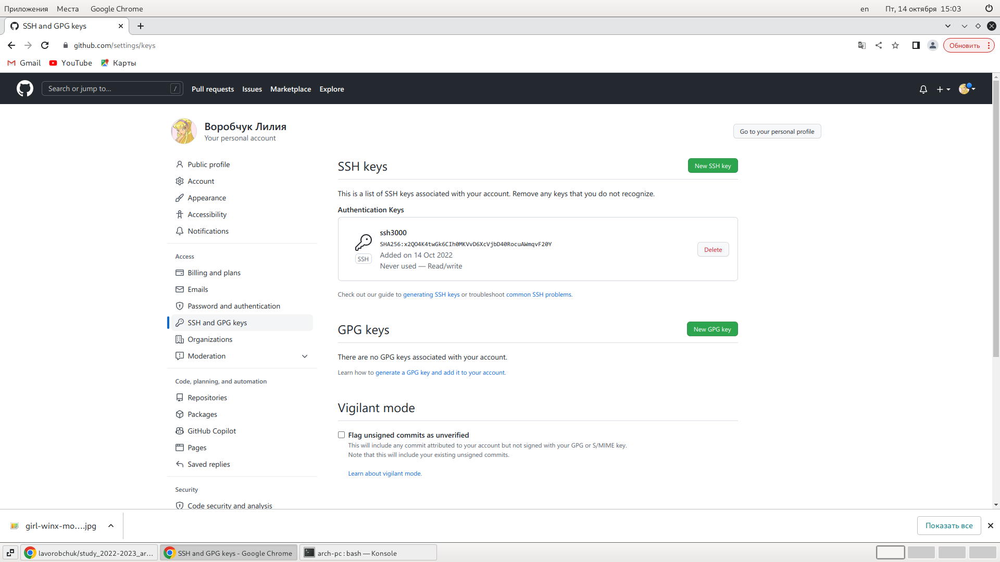 Приложения Места Google Chrome en Пт, 14 октября 15:03
SSH and GPG keys
github.com/settings/keys Обновить
Gmail YouTube Карты
Search or jump to... / Pull requests Issues Marketplace Explore
Воробчук Лилия
Your personal account
Go to your personal profile
Public profile
Account
Appearance
Accessibility
Notifications
Access
Billing and plans
Emails
Password and authentication
SSH and GPG keys
Organizations
Moderation
Code, planning, and automation
Repositories
Packages
GitHub Copilot
Pages
Saved replies
Security
Code security and analysis
SSH keys
New SSH key
This is a list of SSH keys associated with your account. Remove any keys that you do not recognize.
Authentication Keys
ssh3000
SHA256:x2QO4K4twGk6CIh0MKVvD6XcVjbD40RocuAWmqvF20Y
SSH
Added on 14 Oct 2022
Never used — Read/write
Delete
Check out our guide to generating SSH keys or troubleshoot common SSH problems.
GPG keys
New GPG key
There are no GPG keys associated with your account.
Learn how to generate a GPG key and add it to your account.
Vigilant mode
Flag unsigned commits as unverified
This will include any commit attributed to your account but not signed with your GPG or S/MIME key.
Note that this will include your existing unsigned commits.
Learn about vigilant mode.
girl-winx-mo....jpg Показать все
lavorobchuk/study_2022-2023_ar... SSH and GPG keys - Google Chrome arch-pc : bash — Konsole